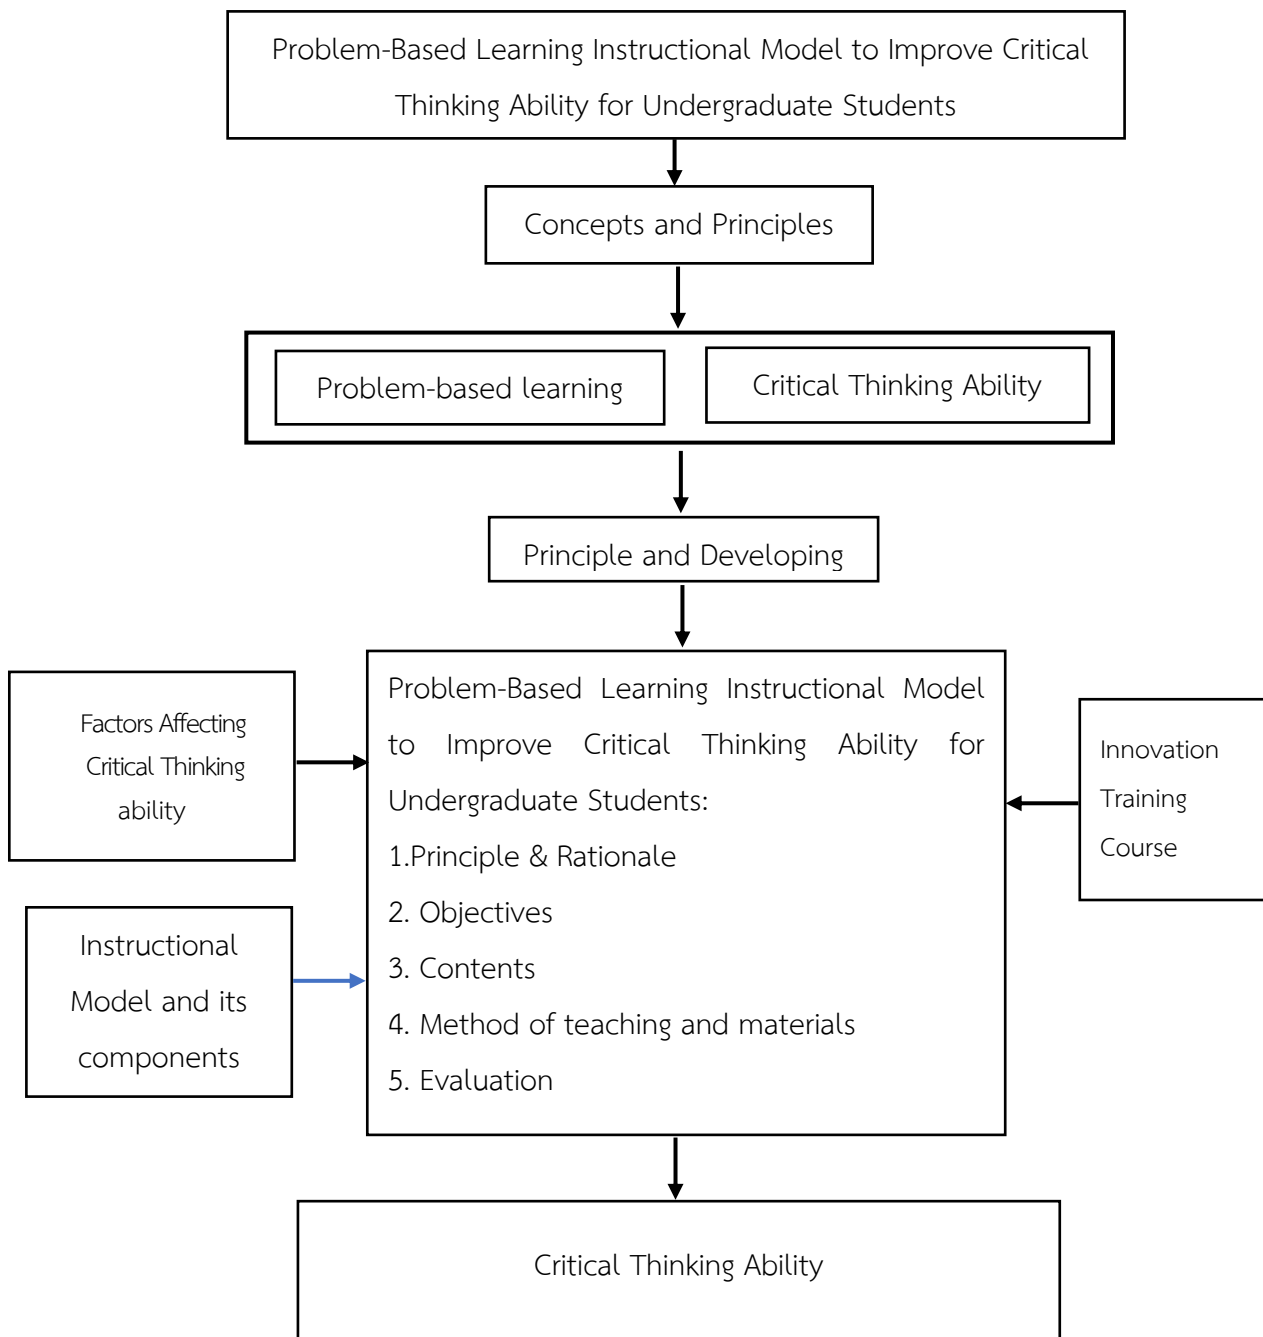 Problem-Based Learning Instructional Model to Improve Critical
Thinking Ability for Undergraduate Students
Concepts and Principles
Problem-based learning
Critical Thinking Ability
Principle and Developing
Factors Affecting
Critical Thinking
ability
Instructional
Model and its
components
Problem-Based Learning Instructional Model
to Improve Critical Thinking Ability for
Undergraduate Students:
1.Principle & Rationale
2. Objectives
3. Contents
4. Method of teaching and materials
5. Evaluation
Innovation
Training
Course
Critical Thinking Ability